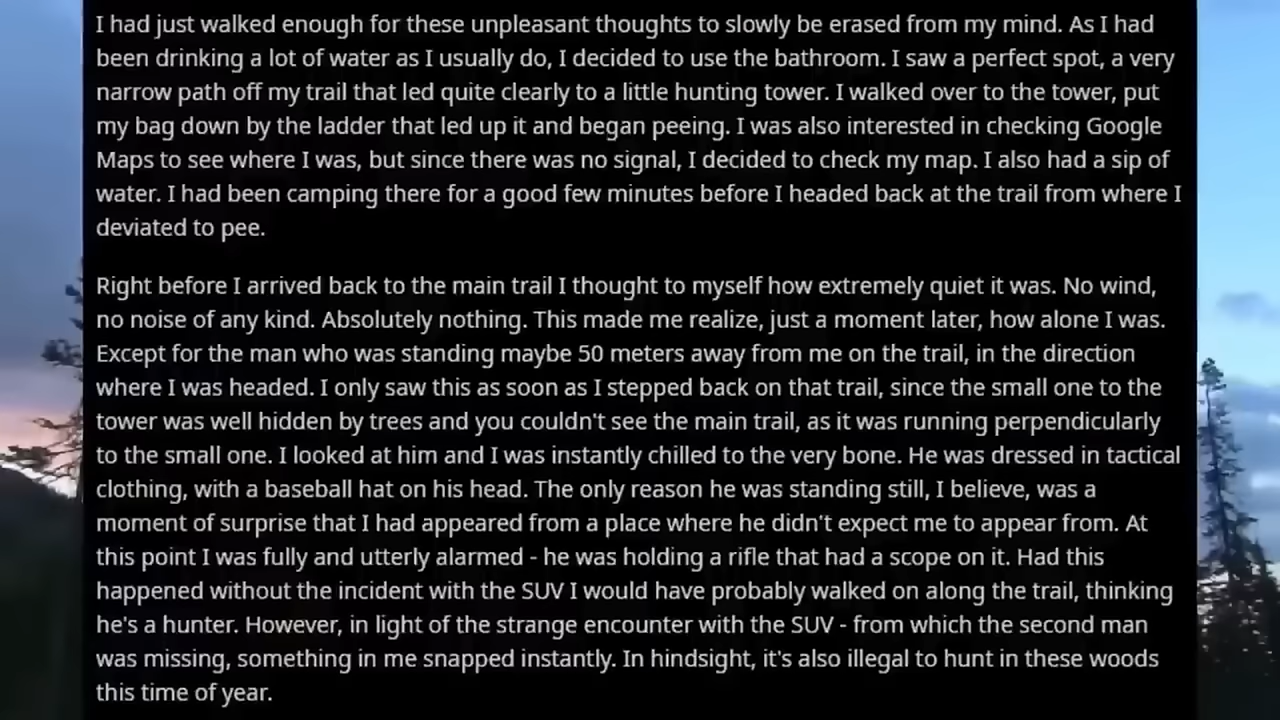 I had just walked enough for these unpleasant thoughts to slowly be erased from my mind. As I had
been drinking a lot of water as I usually do, I decided to use the bathroom. I saw a perfect spot, a very
narrow path off my trail that led quite clearly to a little hunting tower. I walked over to the tower, put
my bag down by the ladder that led up it and began peeing. I was also interested in checking Google
Maps to see where I was, but since there was no signal, I decided to check my map. I also had a sip of
water. I had been camping there for a good few minutes before I headed back at the trail from where I
deviated to pee.
Right before I arrived back to the main trail I thought to myself how extremely quiet it was. No wind,
no noise of any kind. Absolutely nothing. This made me realize, just a moment later, how alone I was.
Except for the man who was standing maybe 50 meters away from me on the trail, in the direction
where I was headed. I only saw this as soon as I stepped back on that trail, since the small one to the
tower was well hidden by trees and you couldn't see the main trail, as it was running perpendicularly
to the small one. I looked at him and I was instantly chilled to the very bone. He was dressed in tactical
clothing, with a baseball hat on his head. The only reason he was standing still, I believe, was a
moment of surprise that I had appeared from a place where he didn't expect me to appear from. At
this point I was fully and utterly alarmed - he was holding a rifle that had a scope on it. Had this
happened without the incident with the SUV I would have probably walked on along the trail, thinking
he's a hunter. However, in light of the strange encounter with the SUV - from which the second man
was missing, something in me snapped instantly. In hindsight, it's also illegal to hunt in these woods
this time of year.